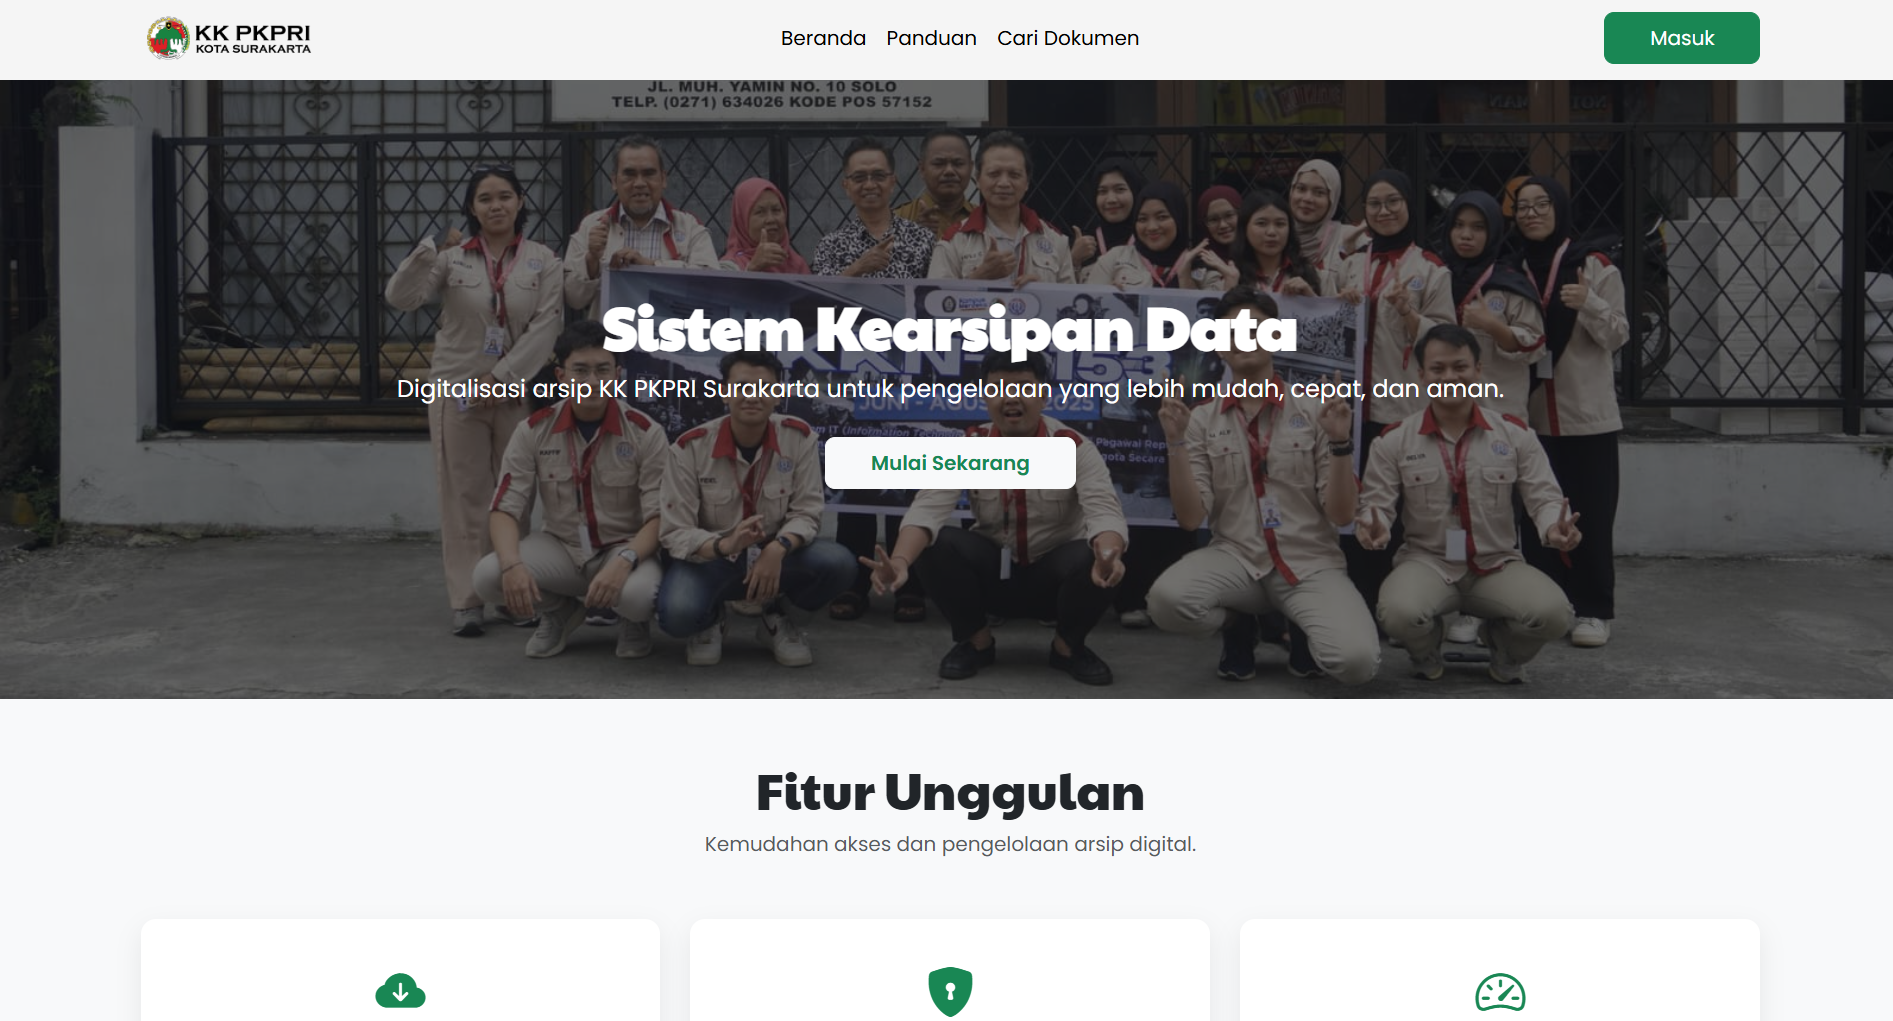 KK PKPRI
KOTA SURAKARTA
Beranda Panduan Cari Dokumen
Masuk
JL. MUH. YAMIN NO. 10 SOLO
TELP. (0271) 634026 KODE POS 57152
Sistem Kearsipan Data
153
Digitalisasi arsip KK PKPRI Surakarta untuk pengelolaan yang lebih mudah, cepat, dan aman.
2025
Mulai Sekarang
Fitur Unggulan
Kemudahan akses dan pengelolaan arsip digital.